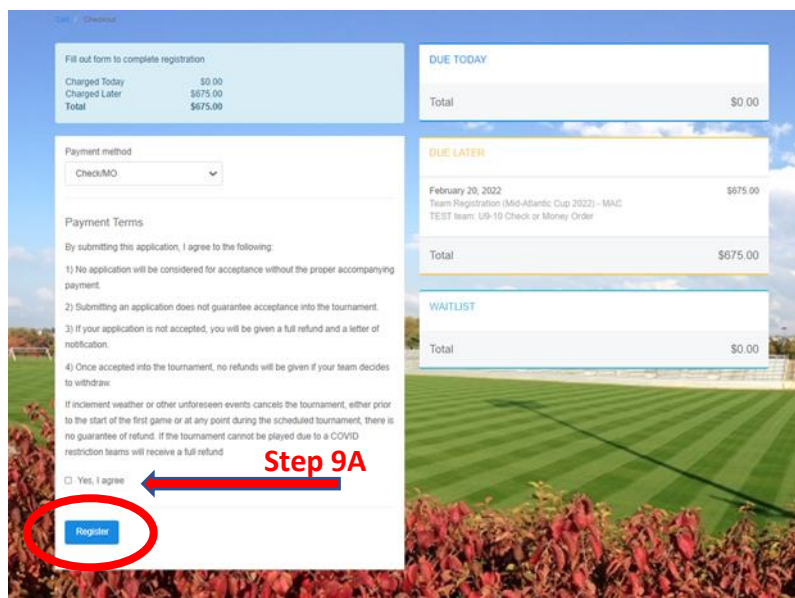 Cart / Checkout
Fill out form to complete registration
Charged Today $0.00
Charged Later $675.00
Total $675.00
Payment method
Check/MO
Payment Terms
By submitting this application, I agree to the following:
1) No application will be considered for acceptance without the proper accompanying
payment.
2) Submitting an application does not guarantee acceptance into the tournament.
3) If your application is not accepted, you will be given a full refund and a letter of
notification.
4) Once accepted into the tournament, no refunds will be given if your team decides
to withdraw.
If inclement weather or other unforeseen events cancels the tournament, either prior
to the start of the first game or at any point during the scheduled tournament, there is
no guarantee of refund. If the tournament cannot be played due to a COVID
restriction teams will receive a full refund
Step 9A
Yes, I agree
Register
DUE TODAY
Total $0.00
DUE LATER
February 20, 2022 $675.00
Team Registration (Mid-Atlantic Cup 2022) - MAC
TEST team: U9-10 Check or Money Order
Total $675.00
WAITLIST
Total $0.00